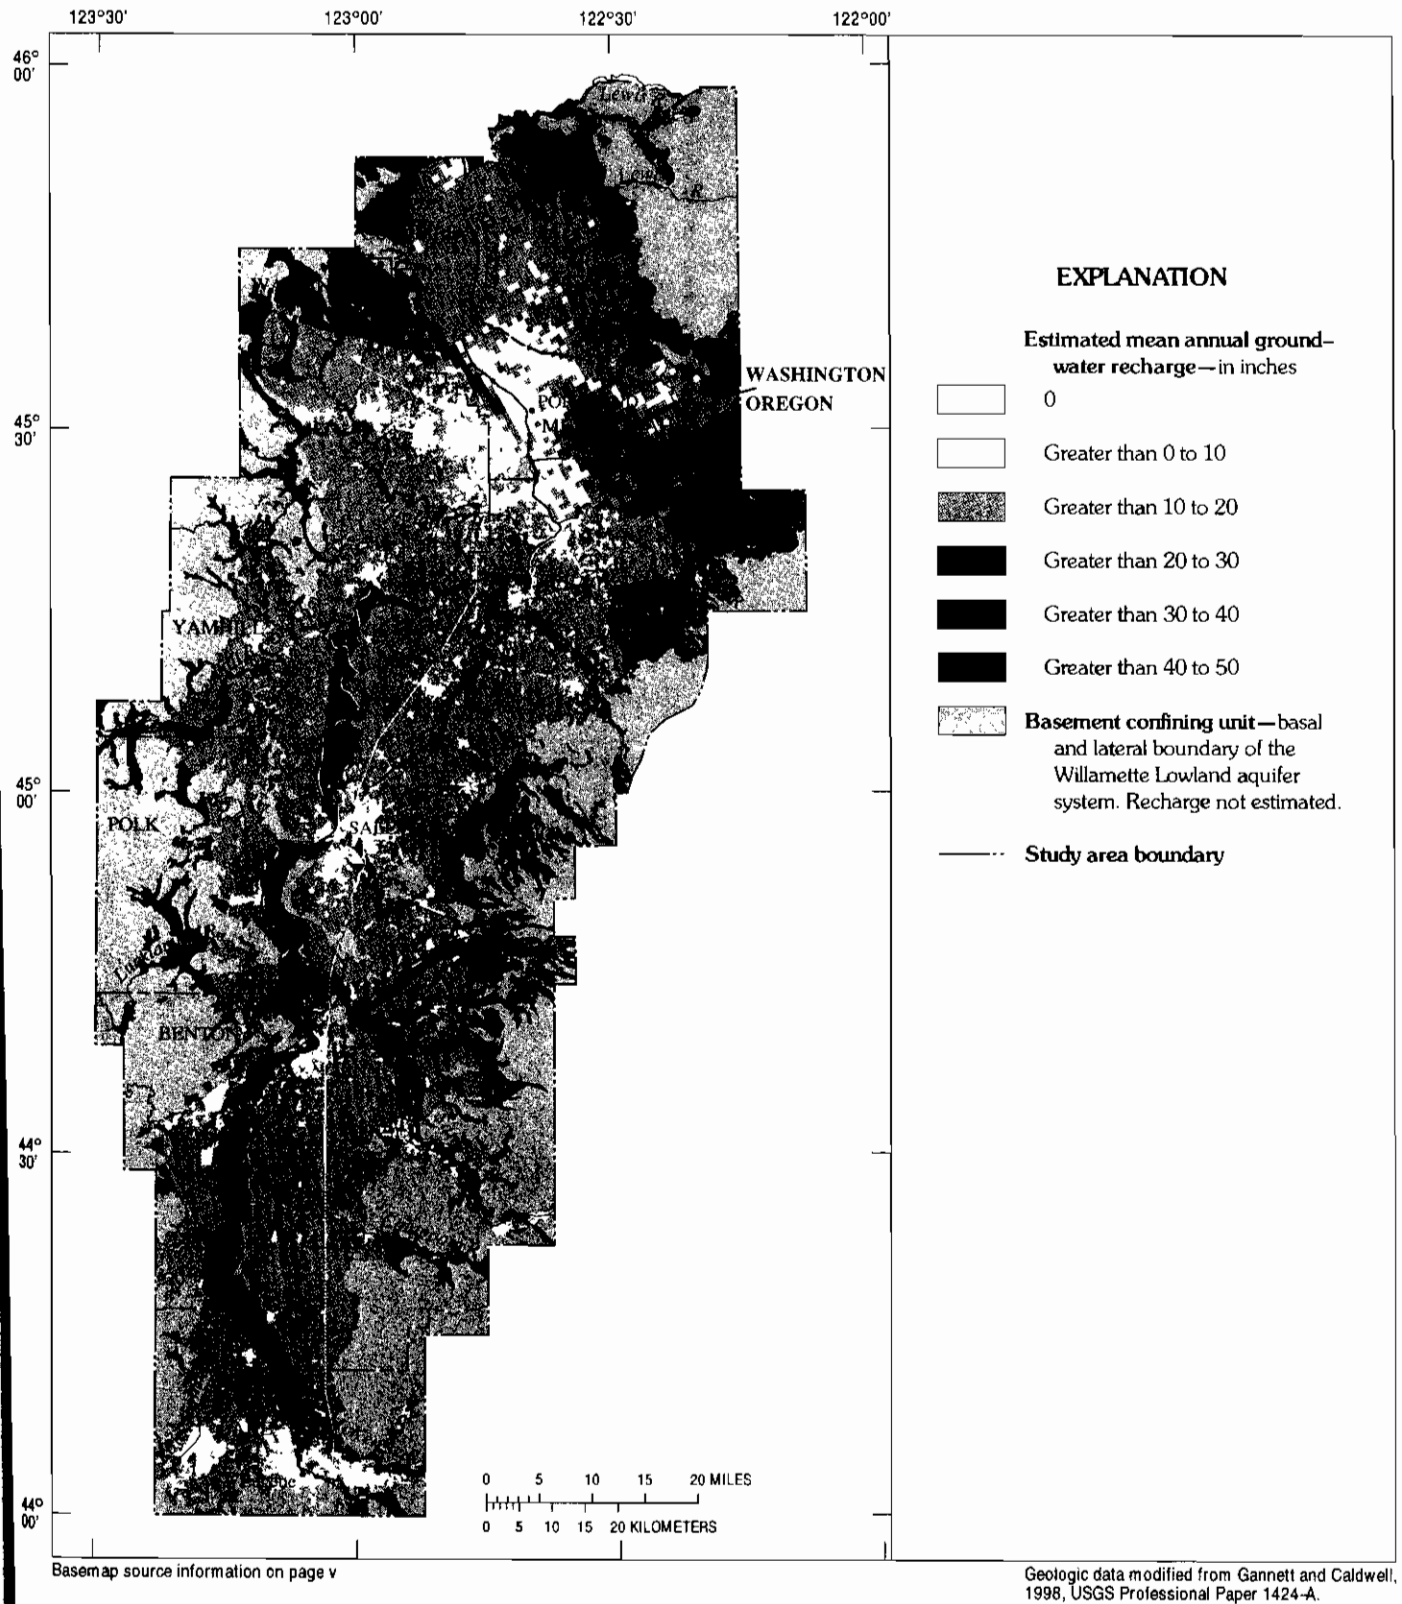 123°30'
123°00'
122°30'
122°00'
46°
00'
Lewis
R
WASHINGTON
OREGON
45°
30'
45°
00'
POLK
BENTON
44°
30'
44°
00'
EXPLANATION
Estimated mean annual ground–
water recharge—in inches
0
Greater than 0 to 10
Greater than 10 to 20
Greater than 20 to 30
Greater than 30 to 40
Greater than 40 to 50
Basement confining unit—basal
and lateral boundary of the
Willamette Lowland aquifer
system. Recharge not estimated.
Study area boundary
0 5 10 15 20 MILES
0 5 10 15 20 KILOMETERS
Basemap source information on page v
Geologic data modified from Gannett and Caldwell,
1998, USGS Professional Paper 1424-A.